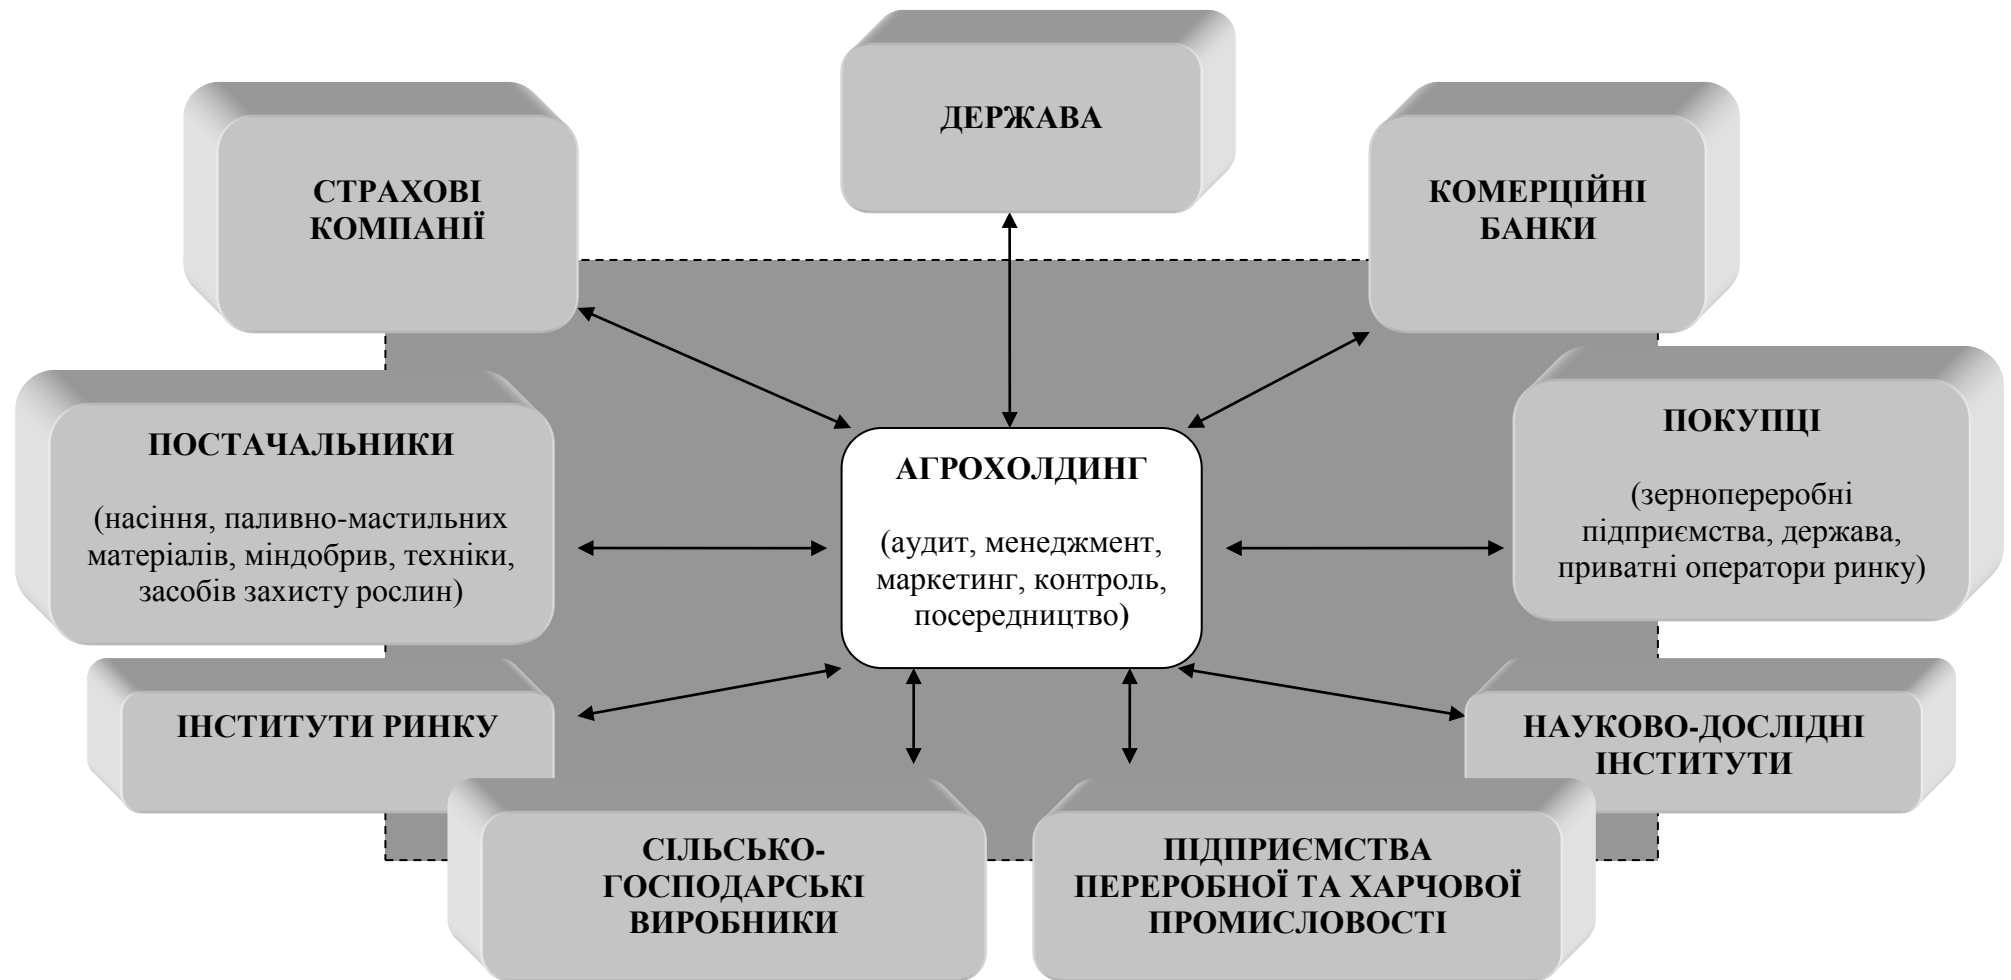 ДЕРЖАВА
СТРАХОВІ
КОМПАНІЇ
КОМЕРЦІЙНІ
БАНКИ
ПОСТАЧАЛЬНИКИ
(насіння, паливно-мастильних
матеріалів, міндобрив, техніки,
засобів захисту рослин)
АГРОХОЛДИНГ
(аудит, менеджмент,
маркетинг, контроль,
посередництво)
ПОКУПЦІ
(зернопереробні
підприємства, держава,
приватні оператори ринку)
ІНСТИТУТИ РИНКУ
НАУКОВО-ДОСЛІДНІ
ІНСТИТУТИ
СІЛЬСЬКО-
ГОСПОДАРСЬКІ
ВИРОБНИКИ
ПІДПРИЄМСТВА
ПЕРЕРОБНОЇ ТА ХАРЧОВОЇ
ПРОМИСЛОВОСТІ